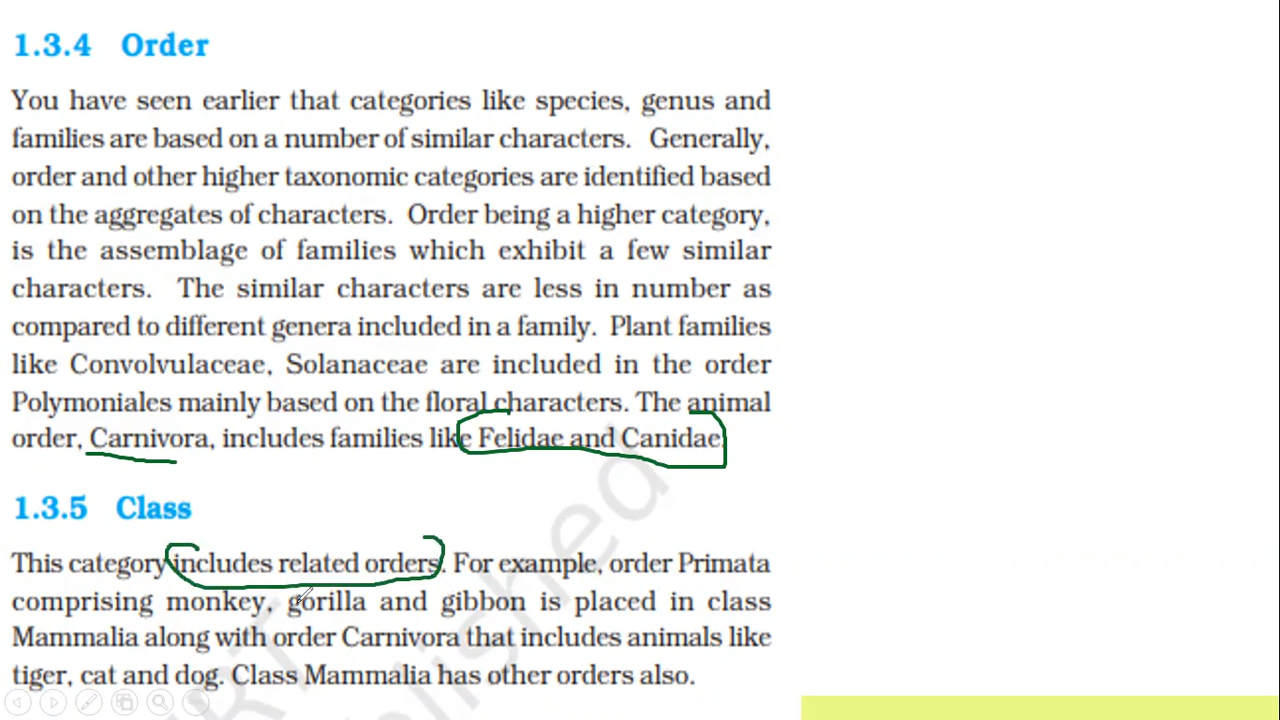 1.3.4 Order
You have seen earlier that categories like species, genus and
families are based on a number of similar characters. Generally,
order and other higher taxonomic categories are identified based
on the aggregates of characters. Order being a higher category,
is the assemblage of families which exhibit a few similar
characters. The similar characters are less in number as
compared to different genera included in a family. Plant families
like Convolvulaceae, Solanaceae are included in the order
Polymoniales mainly based on the floral characters. The animal
order, Carnivora, includes families like Felidae and Canidae.
1.3.5 Class
This category includes related orders. For example, order Primata
comprising monkey, gorilla and gibbon is placed in class
Mammalia along with order Carnivora that includes animals like
tiger, cat and dog. Class Mammalia has other orders also.